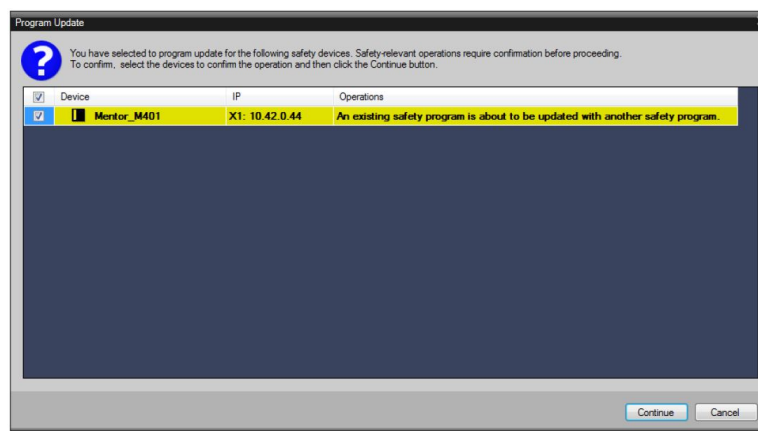 Program Update
You have selected to program update for the following safety devices. Safety-relevant operations require confirmation before proceeding.
To confirm, select the devices to confirm the operation and then click the Continue button.
Device IP Operations
Mentor_M401 X1: 10.42.0.44 An existing safety program is about to be updated with another safety program.
Continue Cancel